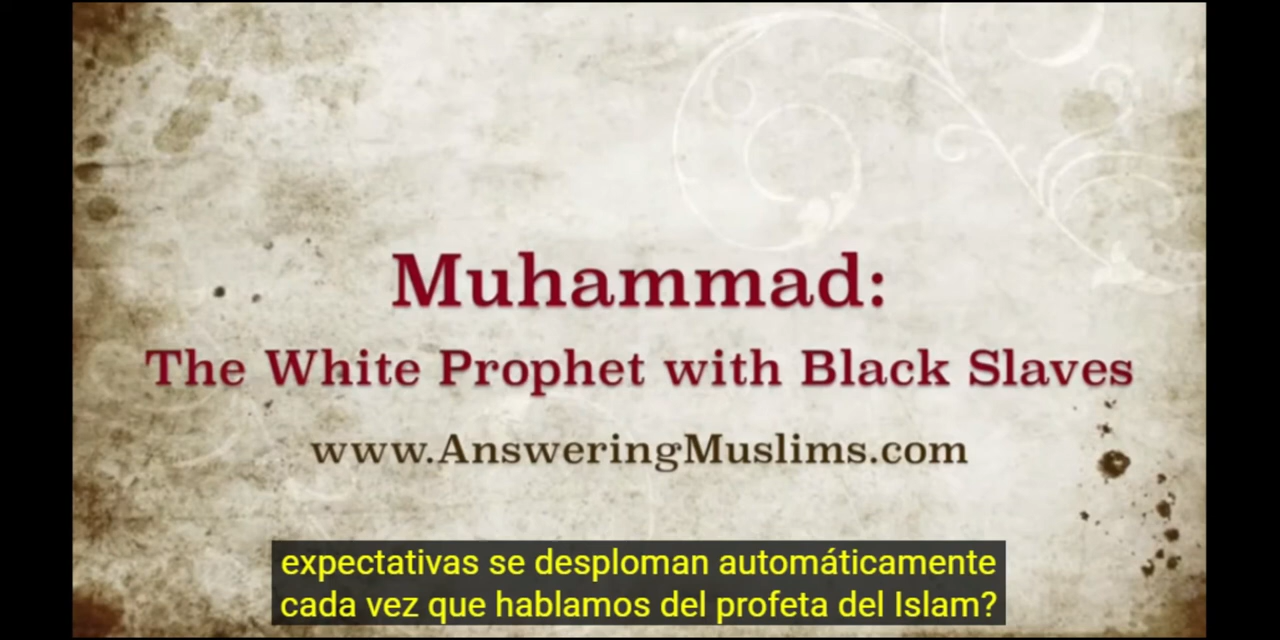 Muhammad:
The White Prophet with Black Slaves
www.AnsweringMuslims.com
expectativas se desploman automáticamente
cada vez que hablamos del profeta del Islam?